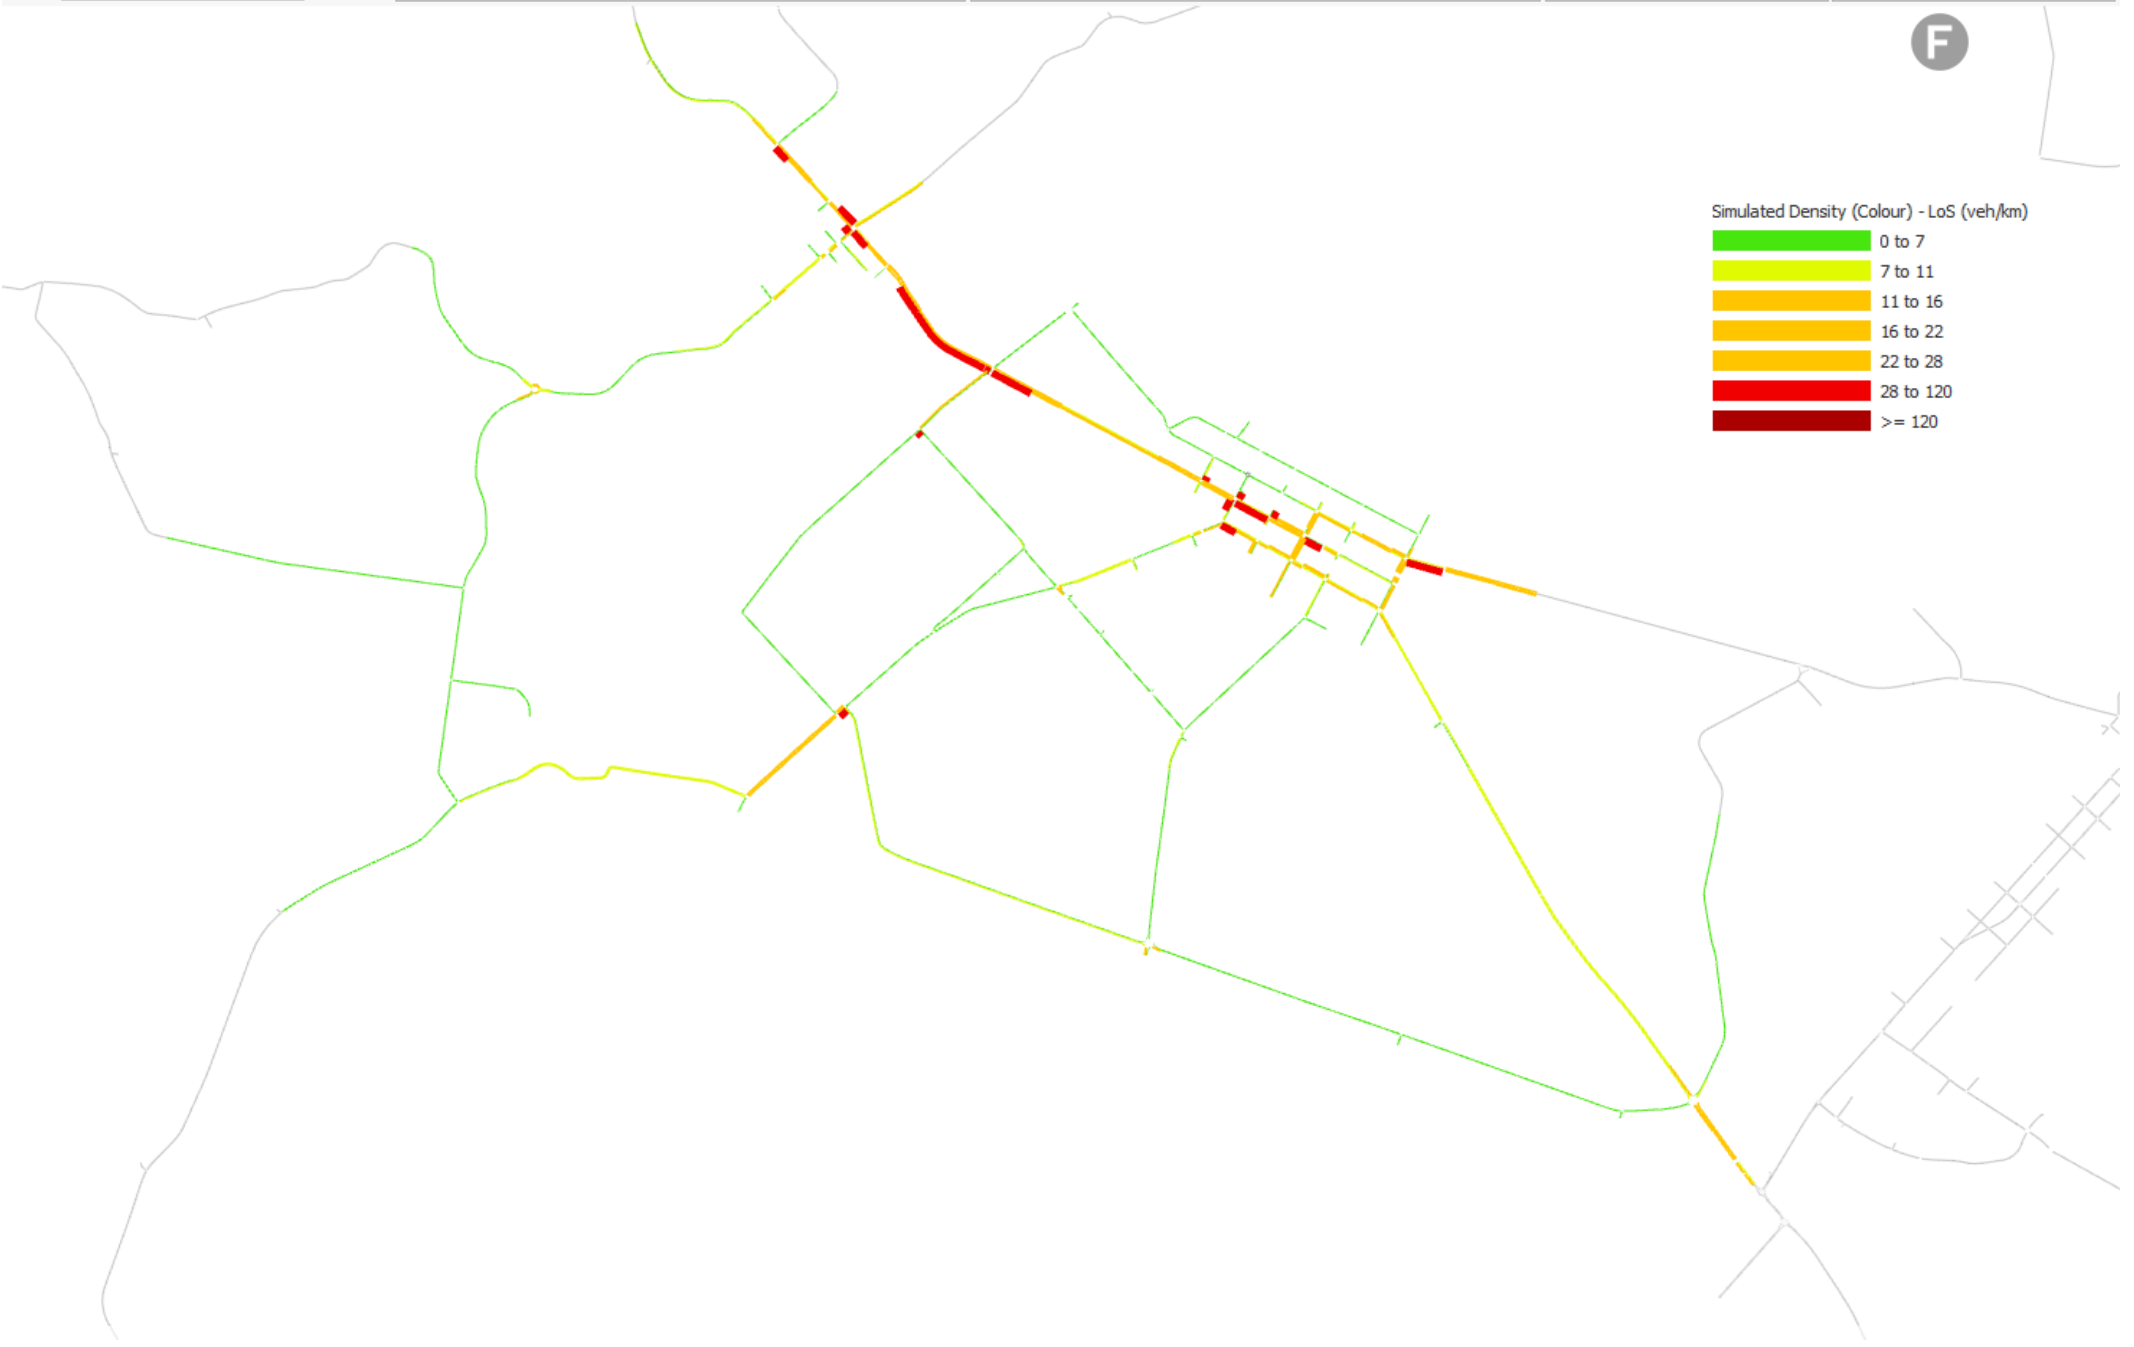 F
Simulated Density (Colour) - LoS (veh/km)
0 to 7
7 to 11
11 to 16
16 to 22
22 to 28
28 to 120
>= 120